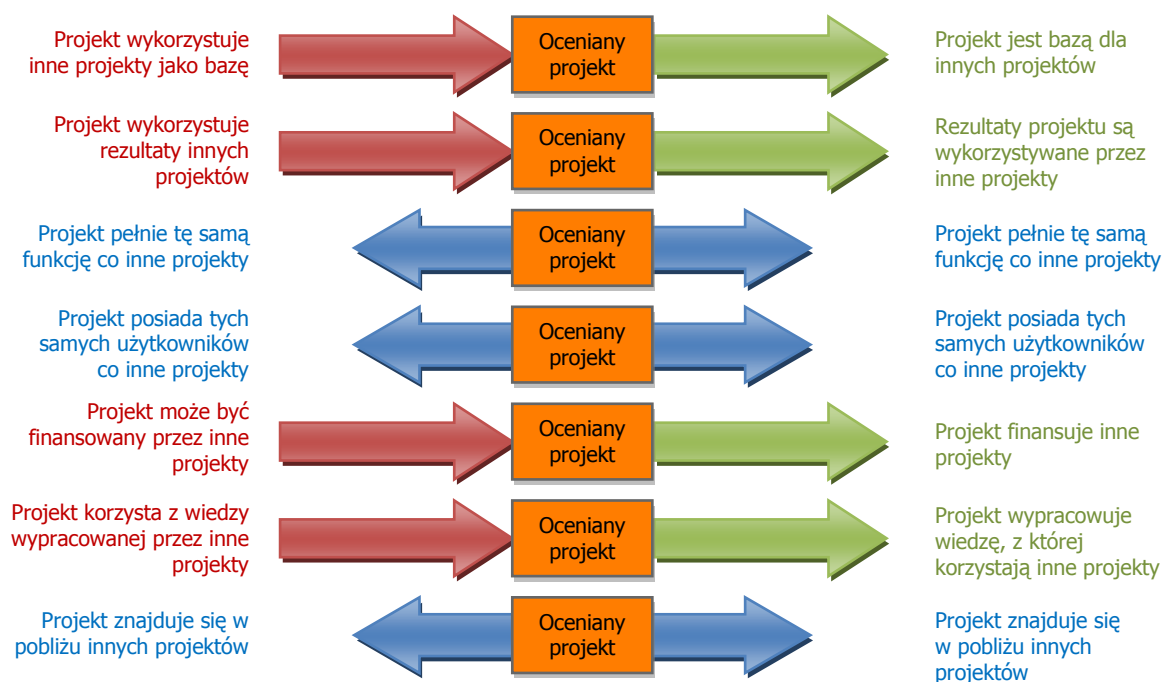 Projekt wykorzystuje
inne projekty jako bazę
Oceniany
projekt
Projekt jest bazą dla
innych projektów
Projekt wykorzystuje
rezultaty innych
projektów
Oceniany
projekt
Rezultaty projektu są
wykorzystywane przez
inne projekty
Projekt pełnie tę samą
funkcję co inne projekty
Oceniany
projekt
Projekt pełnie tę samą
funkcję co inne projekty
Projekt posiada tych
samych użytkowników
co inne projekty
Oceniany
projekt
Projekt posiada tych
samych użytkowników
co inne projekty
Projekt może być
finansowany przez inne
projekty
Oceniany
projekt
Projekt finansuje inne
projekty
Projekt korzysta z wiedzy
wypracowanej przez inne
projekty
Oceniany
projekt
Projekt wypracowuje
wiedzę, z której
korzystają inne projekty
Projekt znajduje się w
pobliżu innych projektów
Oceniany
projekt
Projekt znajduje się
w pobliżu innych
projektów